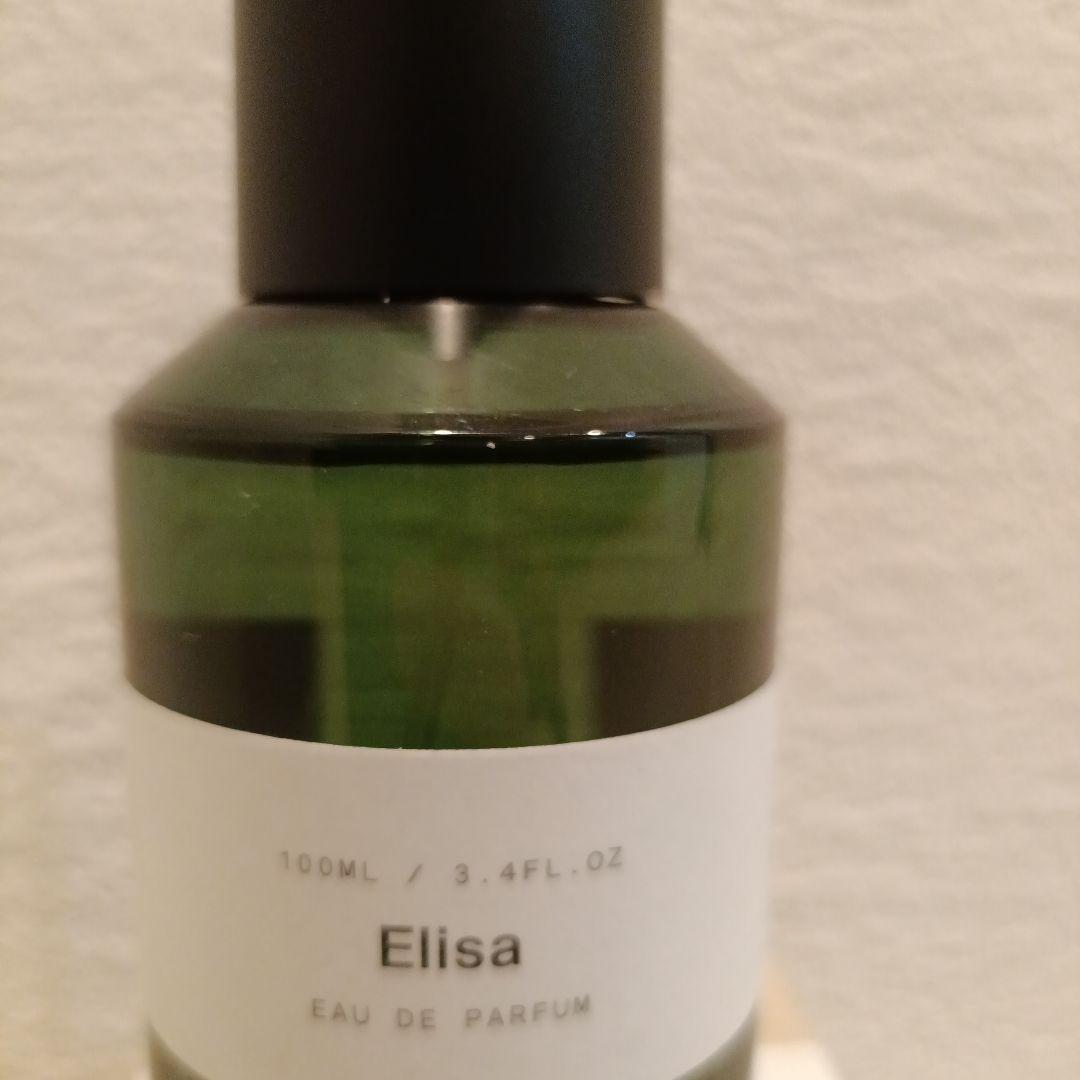 100ML / 3.4FL.OZ
Elisa
EAU DE PARFUM